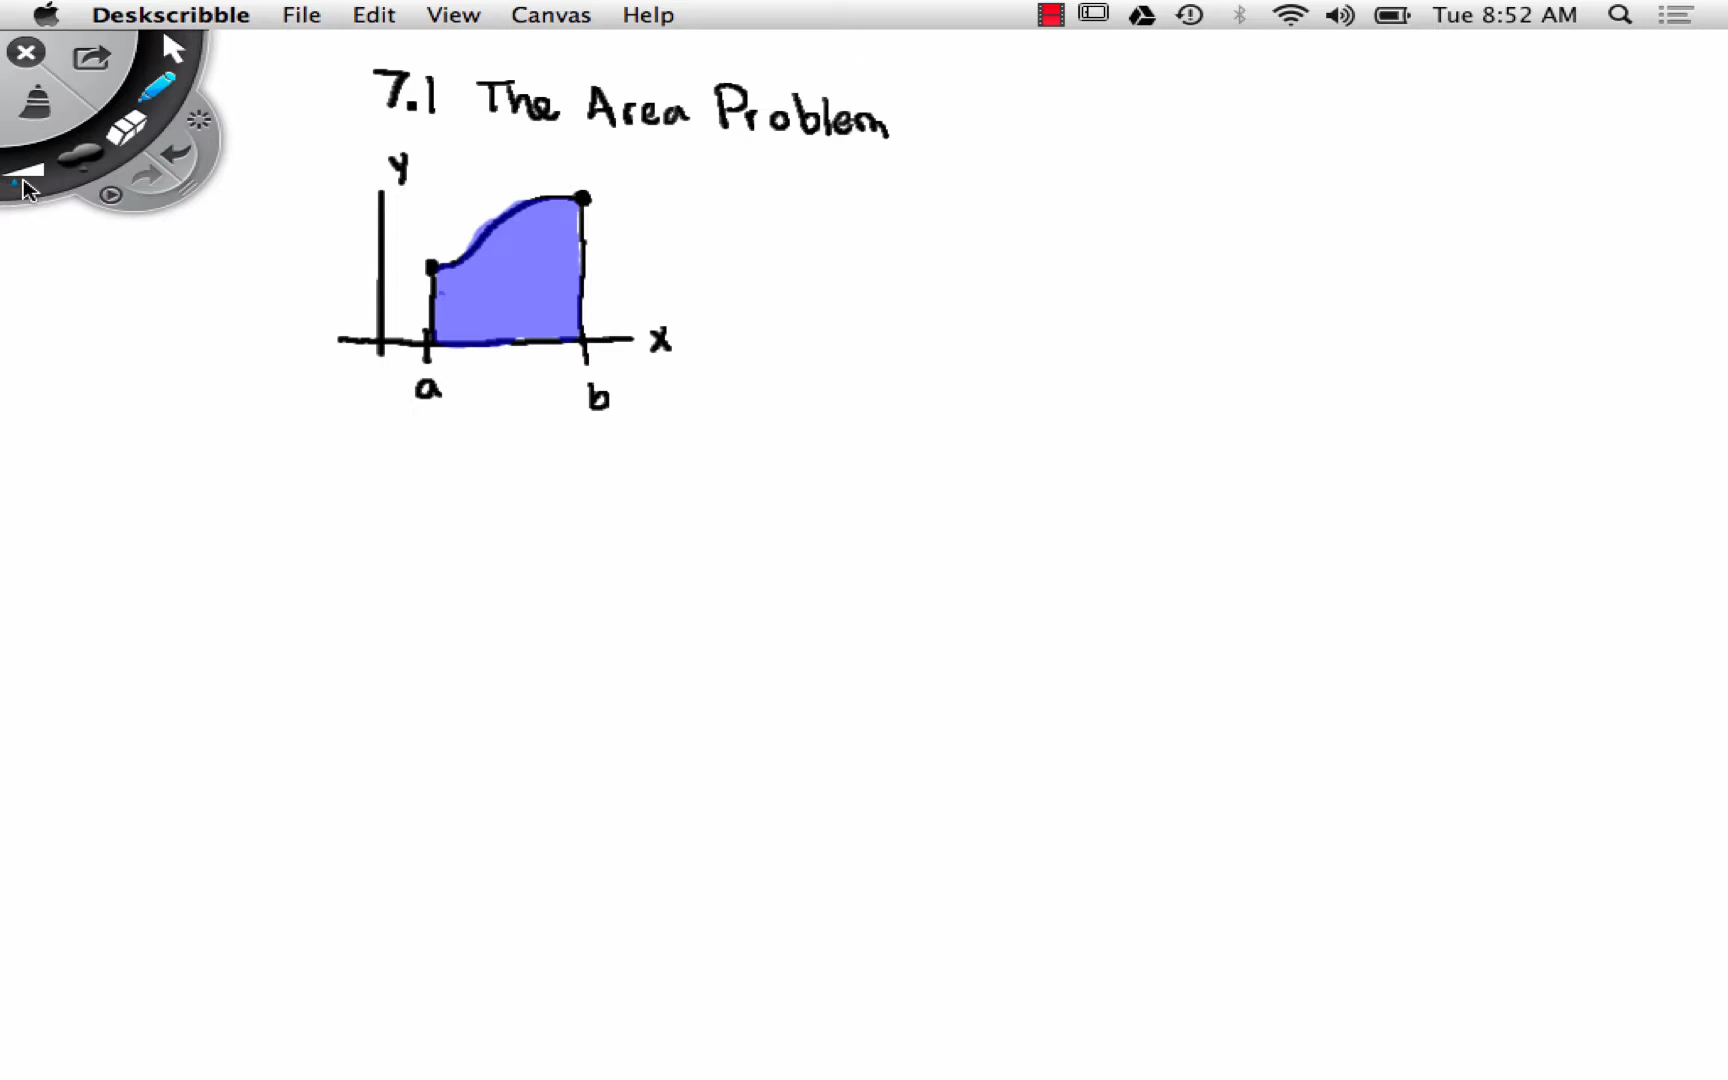 Deskscribble File Edit View Canvas Help Tue 8:52 AM
7.1 The Area Problem
y
x
a b